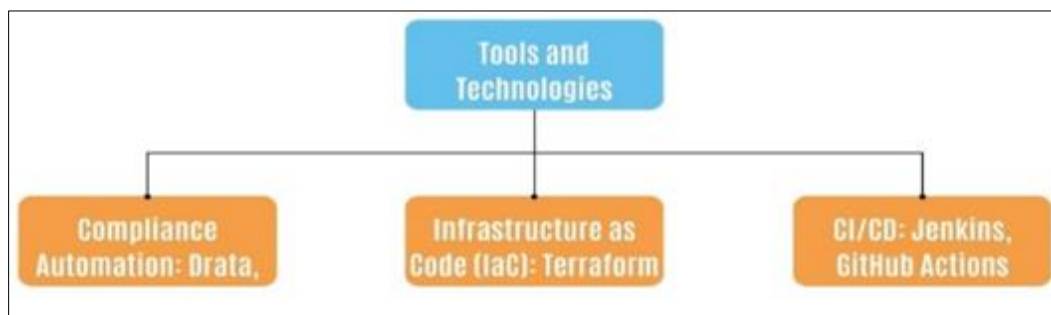 Tools and
Technologies
Compliance
Automation: Drata,
Infrastructure as
Code (IaC): Terraform
CI/CD: Jenkins,
GitHub Actions